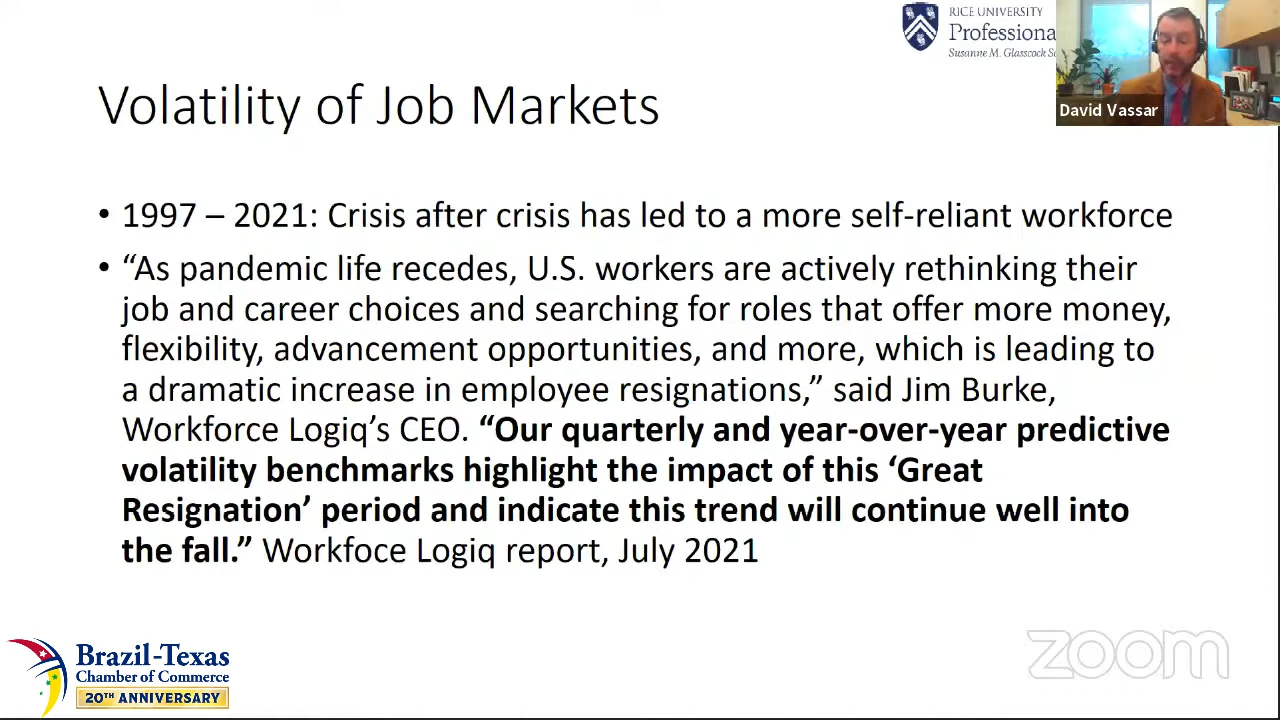 RICE UNIVERSITY
Professiona
Susanne M. Glasscock Sc
David Vassar
Volatility of Job Markets
• 1997 – 2021: Crisis after crisis has led to a more self-reliant workforce
• “As pandemic life recedes, U.S. workers are actively rethinking their
job and career choices and searching for roles that offer more money,
flexibility, advancement opportunities, and more, which is leading to
a dramatic increase in employee resignations,” said Jim Burke,
Workforce Logiq’s CEO. “Our quarterly and year-over-year predictive
volatility benchmarks highlight the impact of this ‘Great
Resignation’ period and indicate this trend will continue well into
the fall.” Workfoce Logiq report, July 2021
Brazil-Texas
Chamber of Commerce
20TH ANNIVERSARY
zoom